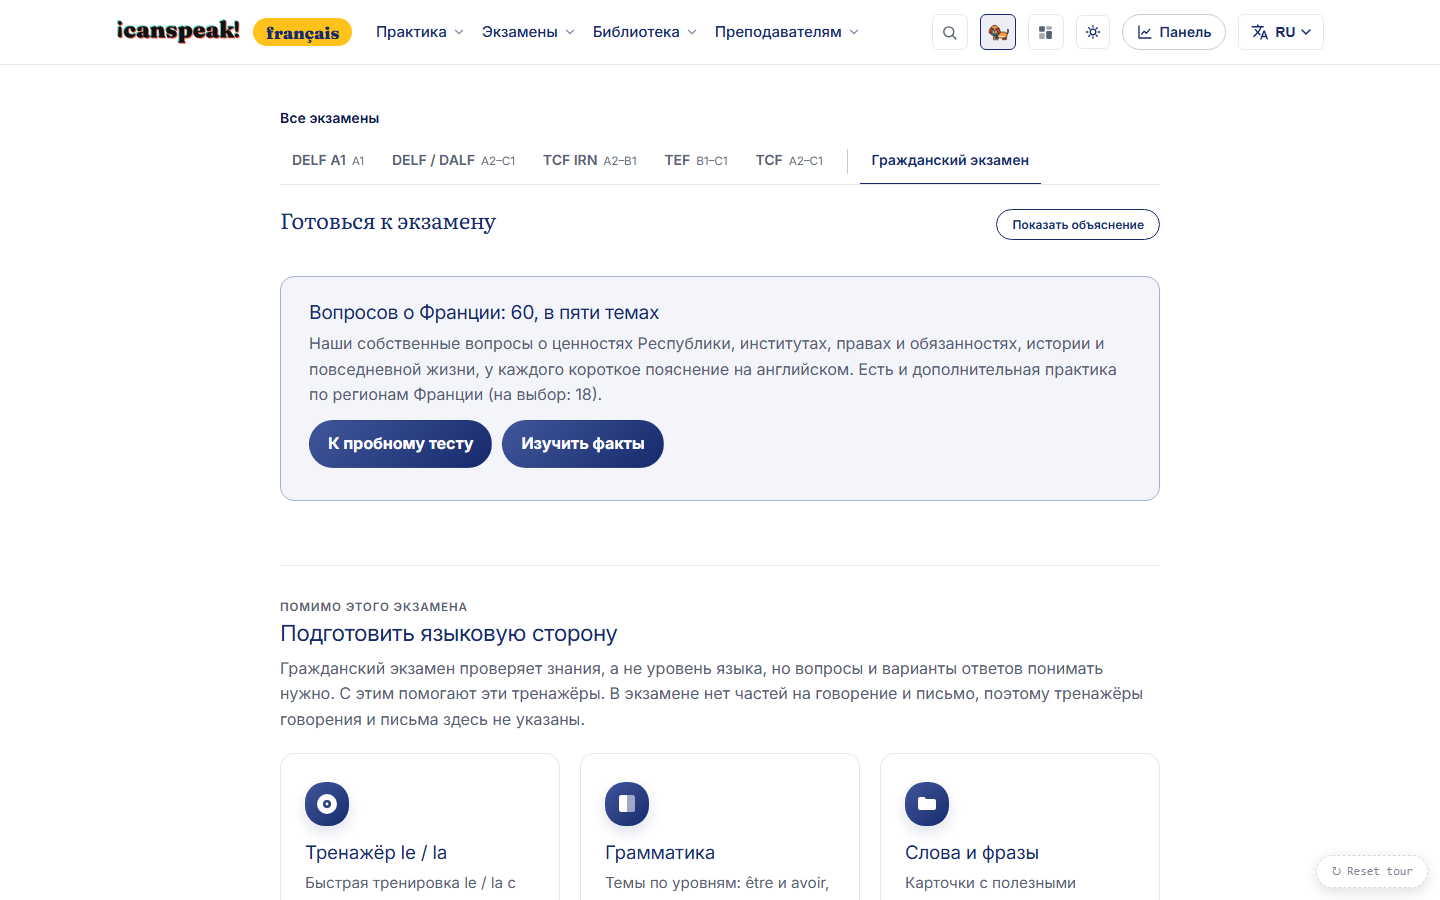 icanspeak! français Практика Экзамены Библиотека Преподавателям Панель RU
Все экзамены
DELF A1 A1 DELF / DALF A2–C1 TCF IRN A2–B1 TEF B1–C1 TCF A2–C1 Гражданский экзамен
Готовься к экзамену
Показать объяснение
Вопросов о Франции: 60, в пяти темах
Наши собственные вопросы о ценностях Республики, институтах, правах и обязанностях, истории и
повседневной жизни, у каждого короткое пояснение на английском. Есть и дополнительная практика
по регионам Франции (на выбор: 18).
К пробному тесту Изучить факты
ПОМИМО ЭТОГО ЭКЗАМЕНА
Подготовить языковую сторону
Гражданский экзамен проверяет знания, а не уровень языка, но вопросы и варианты ответов понимать
нужно. С этим помогают эти тренажёры. В экзамене нет частей на говорение и письмо, поэтому тренажёры
говорения и письма здесь не указаны.
Тренажёр le / la
Быстрая тренировка le / la с
Грамматика
Темы по уровням: être и avoir,
Слова и фразы
Карточки с полезными
↻ Reset tour